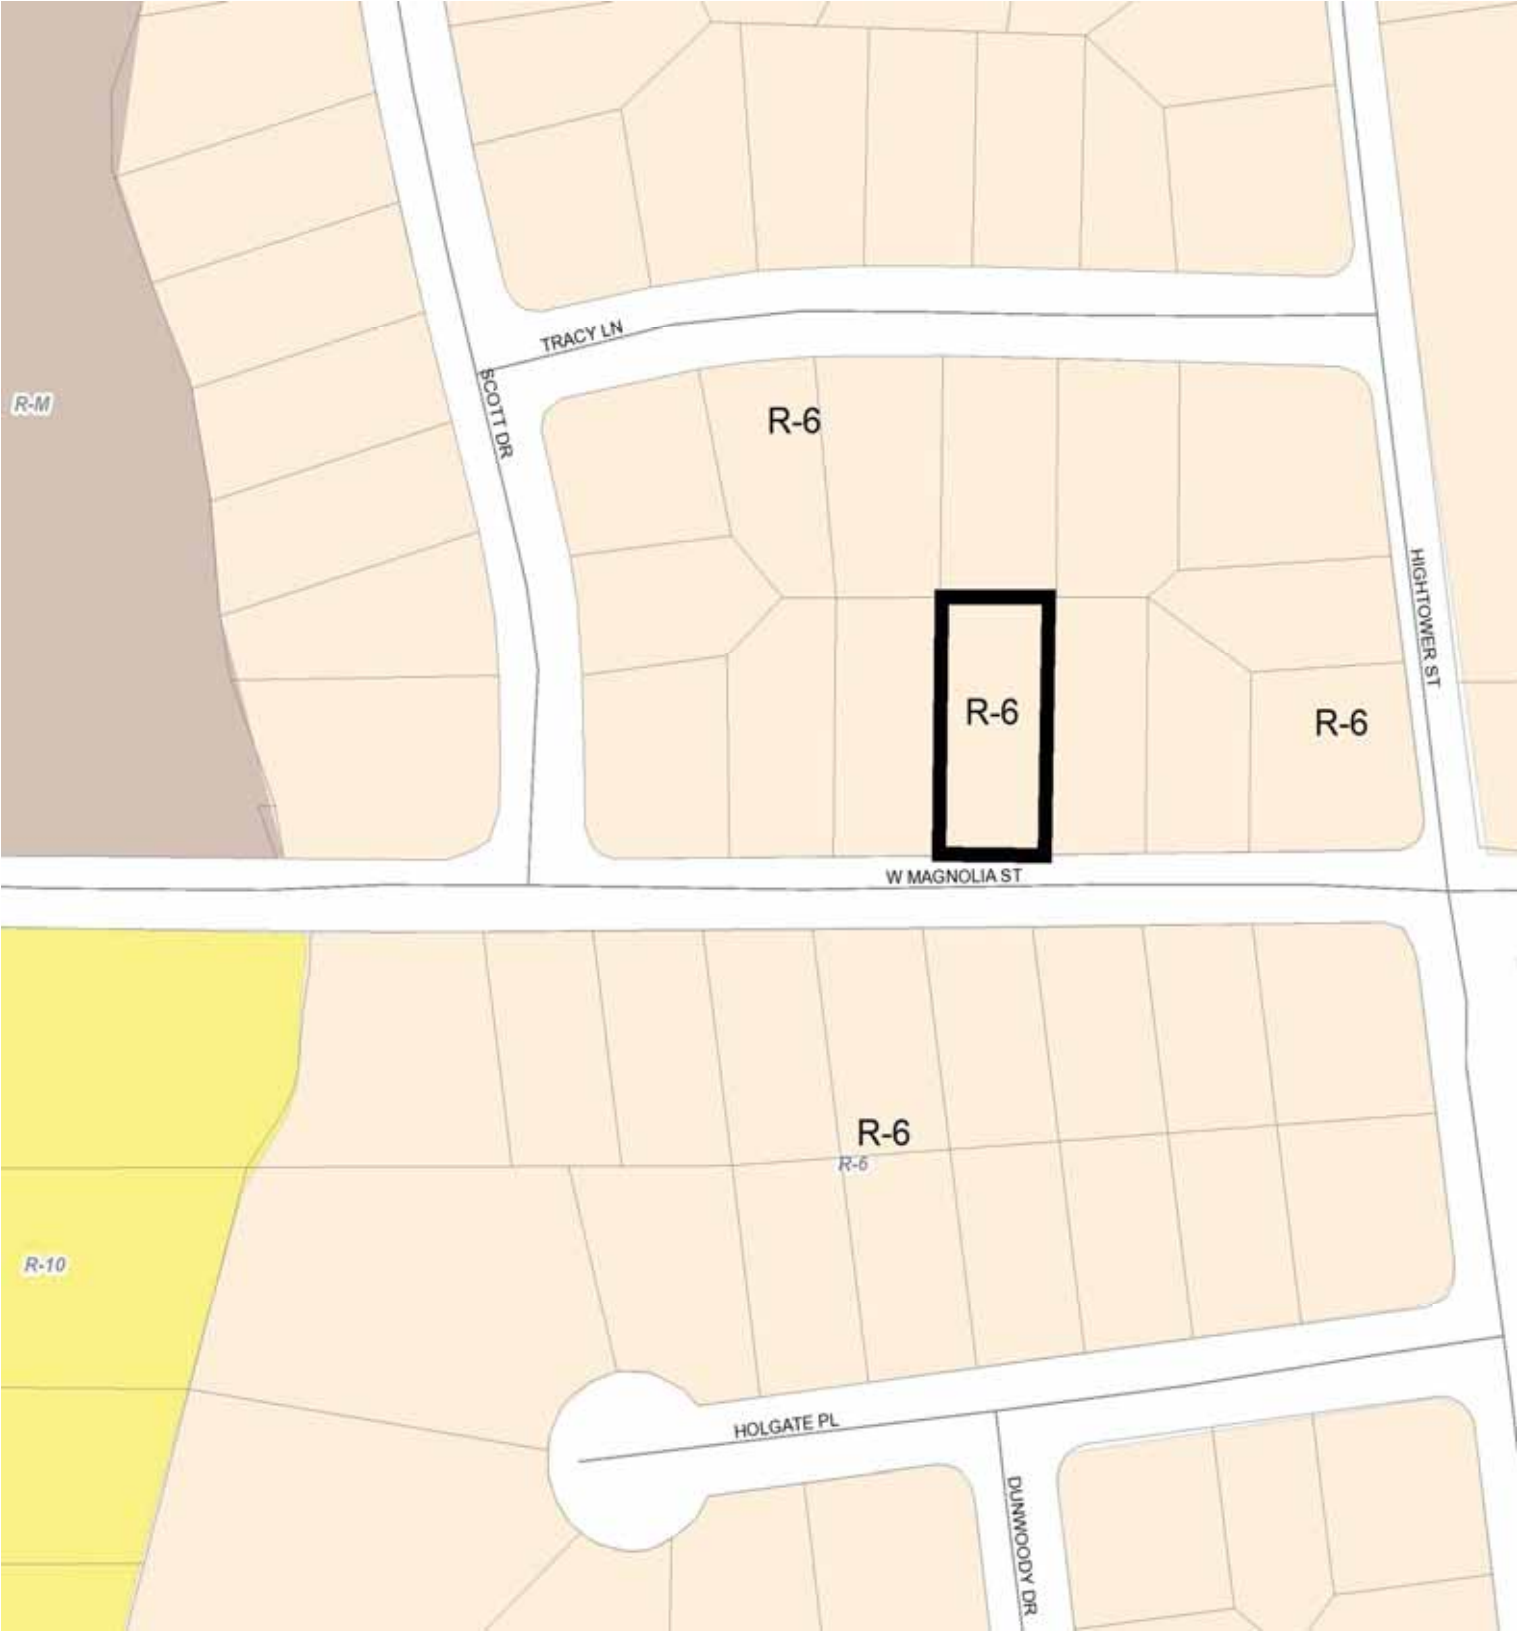 TRACY LN
SCOTT DR
R-M
R-6
HIGHTOWER ST
R-6
R-6
W MAGNOLIA ST
R-6
R-6
R-10
HOLGATE PL
DUNWOODY DR